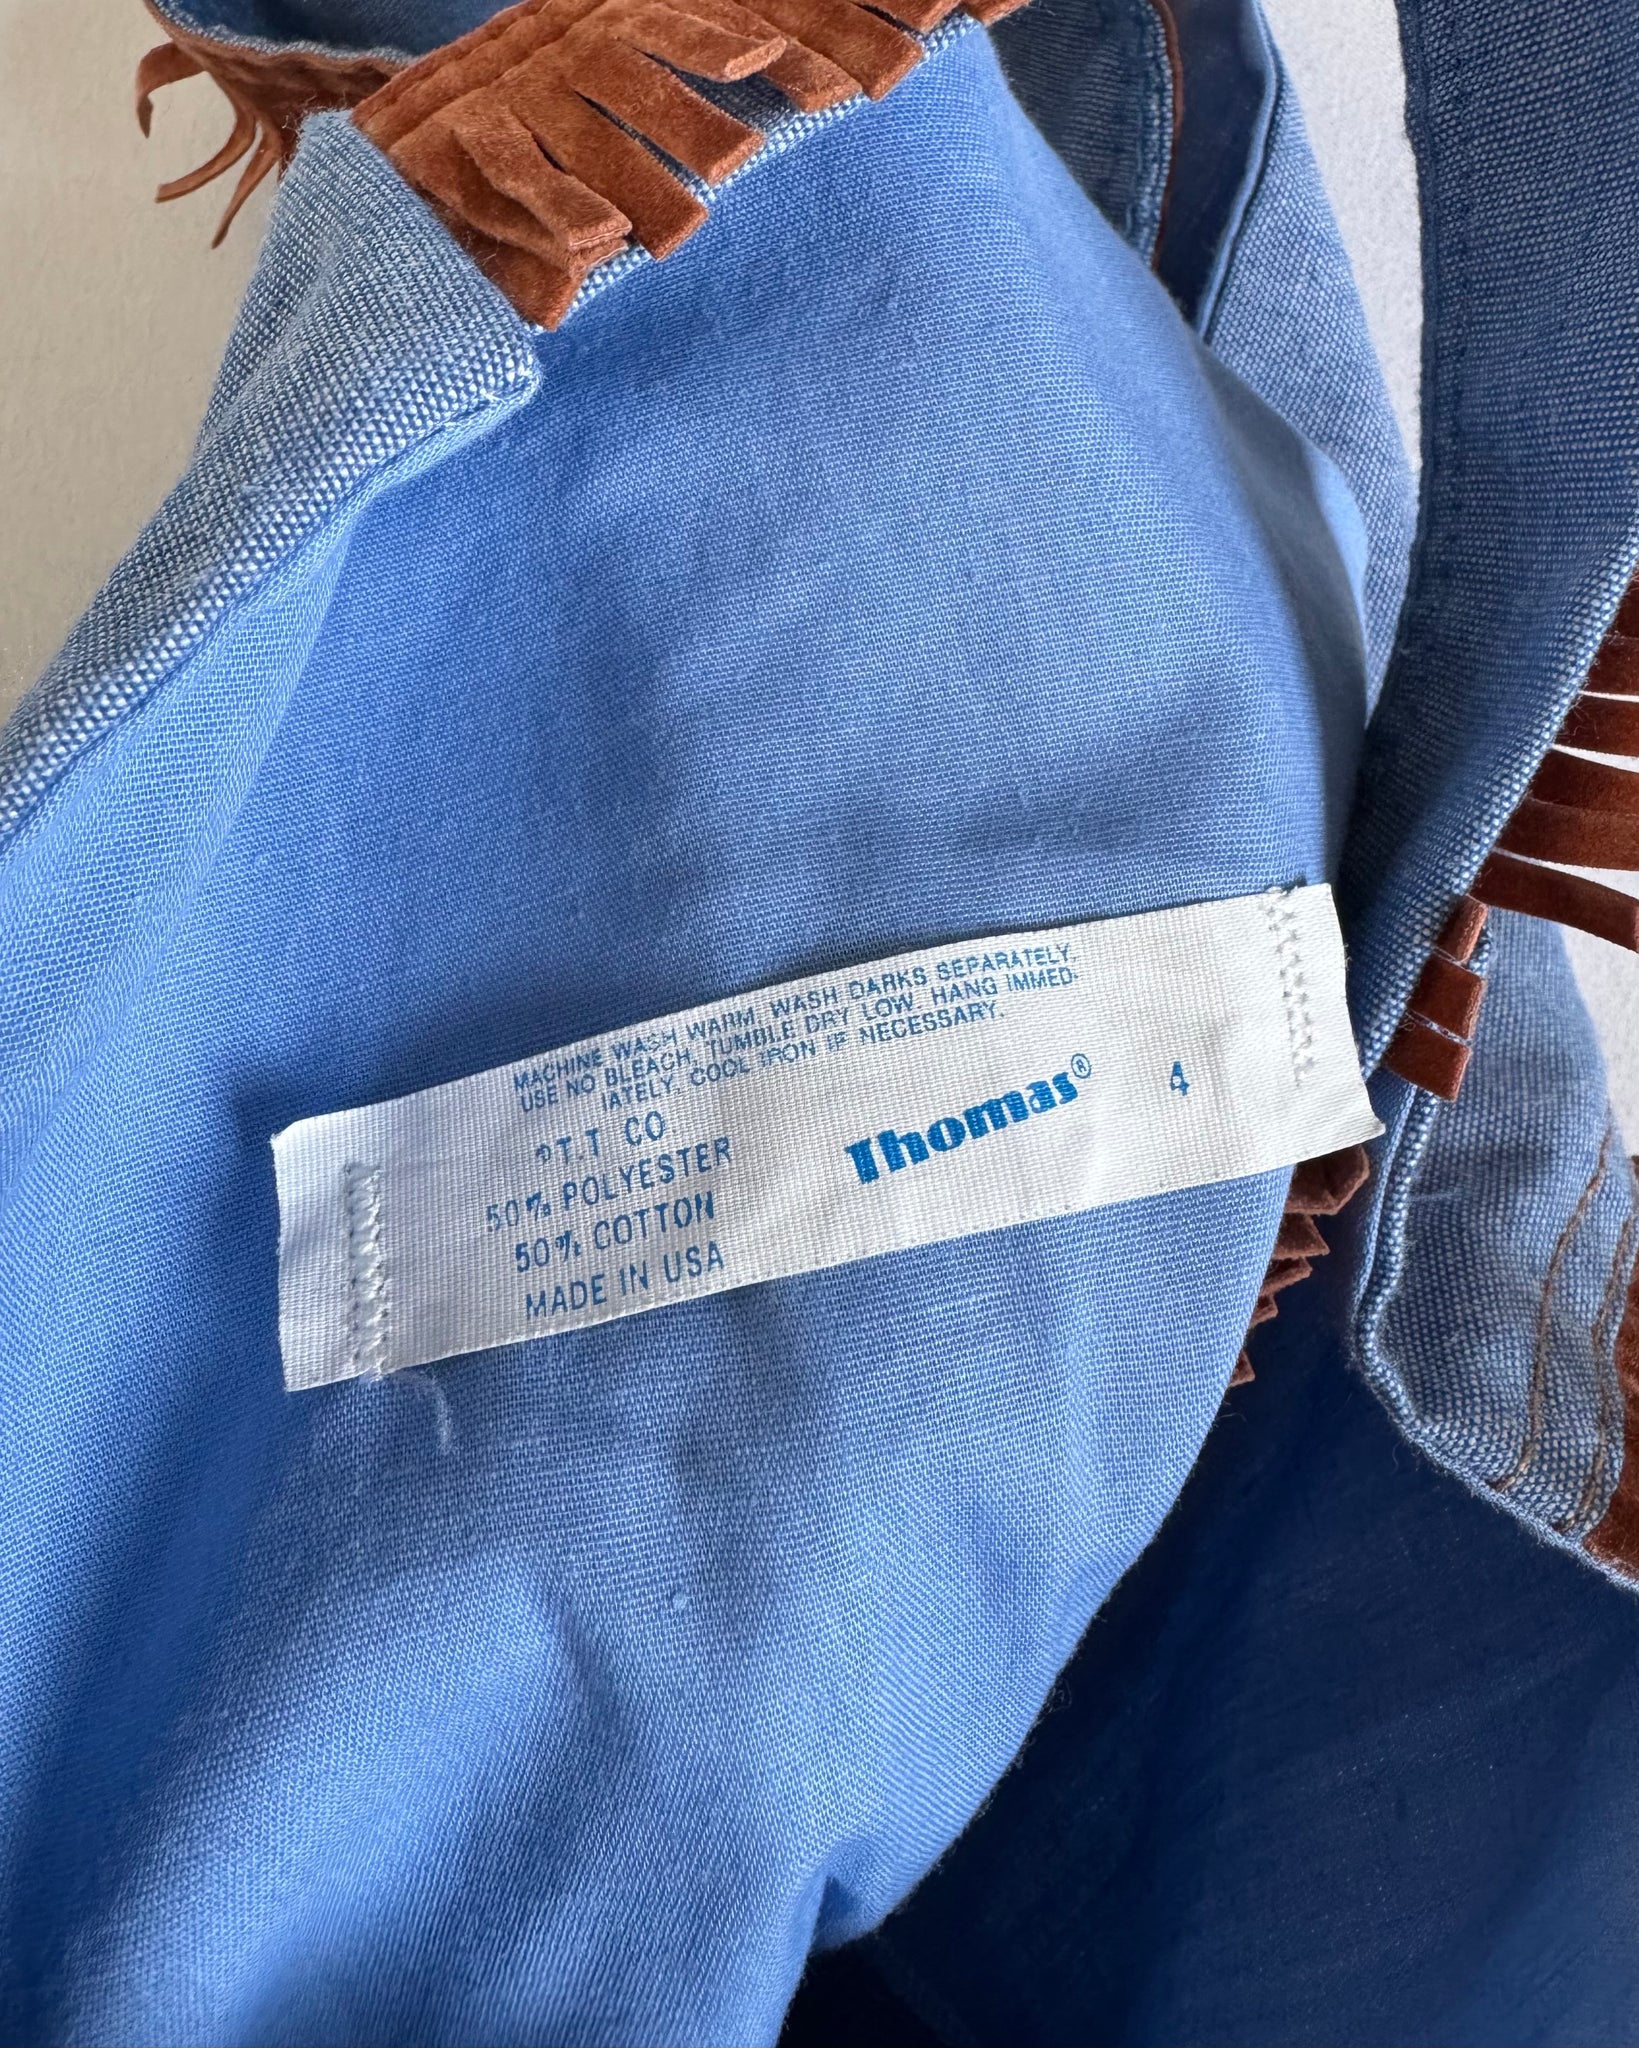 MACHINE WASH WARM, WASH DARKS SEPARATELY.
USE NO BLEACH, TUMBLE DRY LOW. HANG IMMED-
IATELY. COOL IRON IF NECESSARY.
T.T CO
50% POLYESTER
50% COTTON
MADE IN USA
Thomas®
4